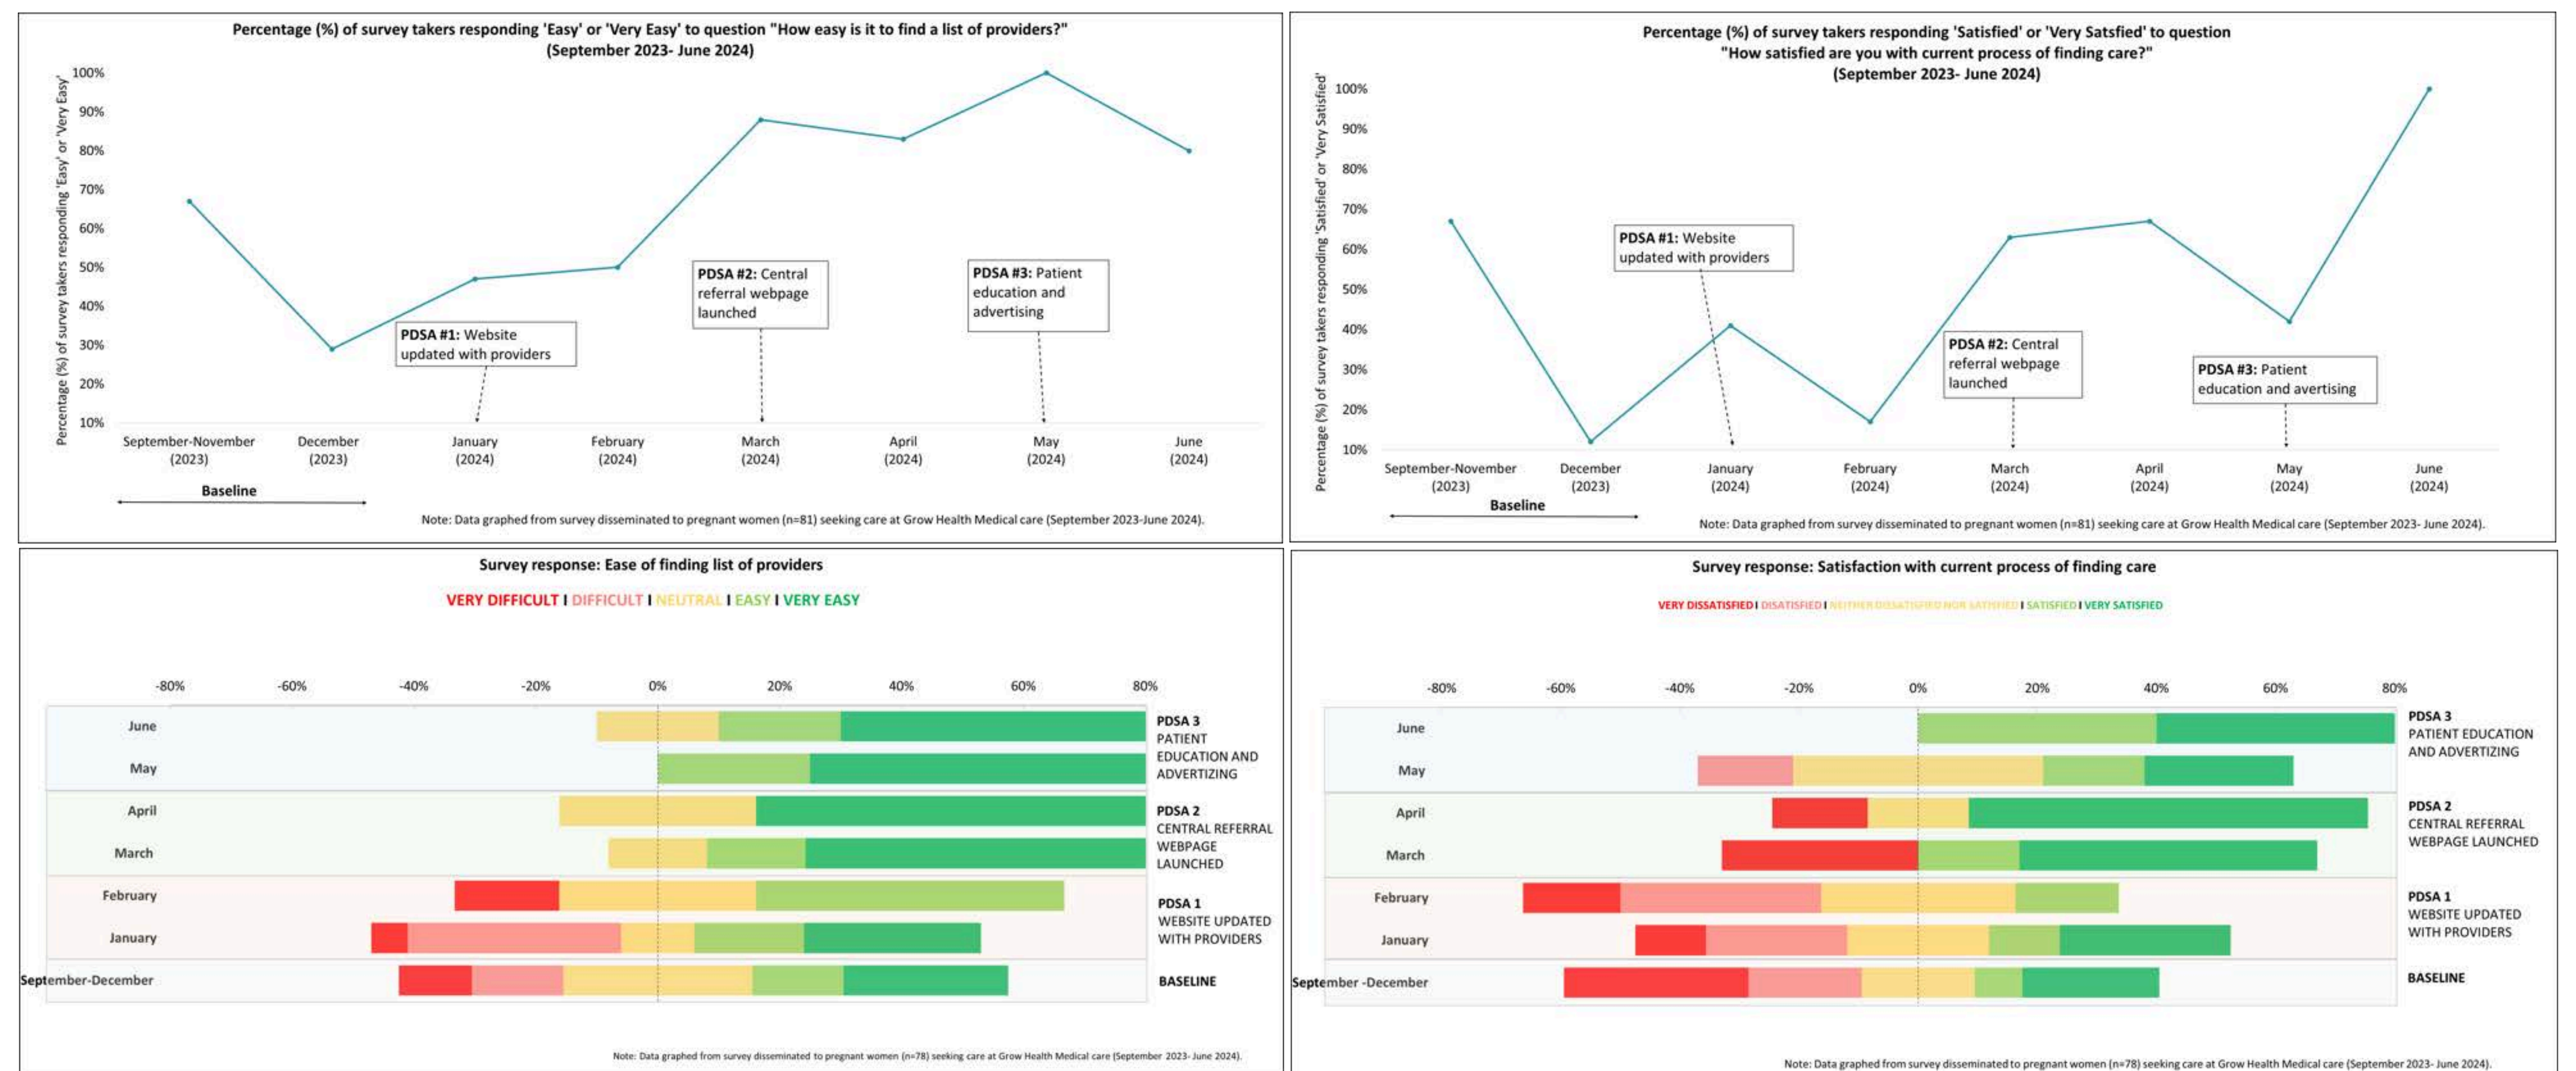 Percentage (%) of survey takers responding 'Easy' or 'Very Easy' to question "How easy is it to find a list of providers?"
(September 2023- June 2024)
Percentage (%) of survey takers responding 'Easy' or 'Very Easy'
100%
90%
80%
70%
60%
50%
40%
30%
20%
10%
PDSA #1: Website
updated with providers
PDSA #2: Central
referral webpage
launched
PDSA #3: Patient
education and
advertising
September-November
(2023)
December
(2023)
January
(2024)
February
(2024)
March
(2024)
April
(2024)
May
(2024)
June
(2024)
Baseline
Note: Data graphed from survey disseminated to pregnant women (n=81) seeking care at Grow Health Medical care (September 2023-June 2024).
Percentage (%) of survey takers responding 'Satisfied' or 'Very Satsfied' to question
"How satisfied are you with current process of finding care?"
(September 2023- June 2024)
Percentage (%) of survey takers responding 'Satisfied' or 'Very Satisfied'
100%
90%
80%
70%
60%
50%
40%
30%
20%
10%
PDSA #1: Website
updated with providers
PDSA #2: Central
referral webpage
launched
PDSA #3: Patient
education and avertising
September-November
(2023)
December
(2023)
January
(2024)
February
(2024)
March
(2024)
April
(2024)
May
(2024)
June
(2024)
Baseline
Note: Data graphed from survey disseminated to pregnant women (n=81) seeking care at Grow Health Medical care (September 2023- June 2024).
Survey response: Ease of finding list of providers
VERY DIFFICULT I DIFFICULT I NEUTRAL I EASY I VERY EASY
-80% -60% -40% -20% 0% 20% 40% 60% 80%
June
May
April
March
February
January
September-December
PDSA 3
PATIENT
EDUCATION AND
ADVERTIZING
PDSA 2
CENTRAL REFERRAL
WEBPAGE
LAUNCHED
PDSA 1
WEBSITE UPDATED
WITH PROVIDERS
BASELINE
Note: Data graphed from survey disseminated to pregnant women (n=78) seeking care at Grow Health Medical care (September 2023- June 2024).
Survey response: Satisfaction with current process of finding care
VERY DISSATISFIED I DISATISFIED I NEITHER DISSATISFIED NOR I SATISFIED I VERY SATISFIED
-80% -60% -40% -20% 0% 20% 40% 60% 80%
June
May
April
March
February
January
September -December
PDSA 3
PATIENT EDUCATION
AND ADVERTIZING
PDSA 2
CENTRAL REFERRAL
WEBPAGE LAUNCHED
PDSA 1
WEBSITE UPDATED
WITH PROVIDERS
BASELINE
Note: Data graphed from survey disseminated to pregnant women (n=78) seeking care at Grow Health Medical care (September 2023- June 2024).